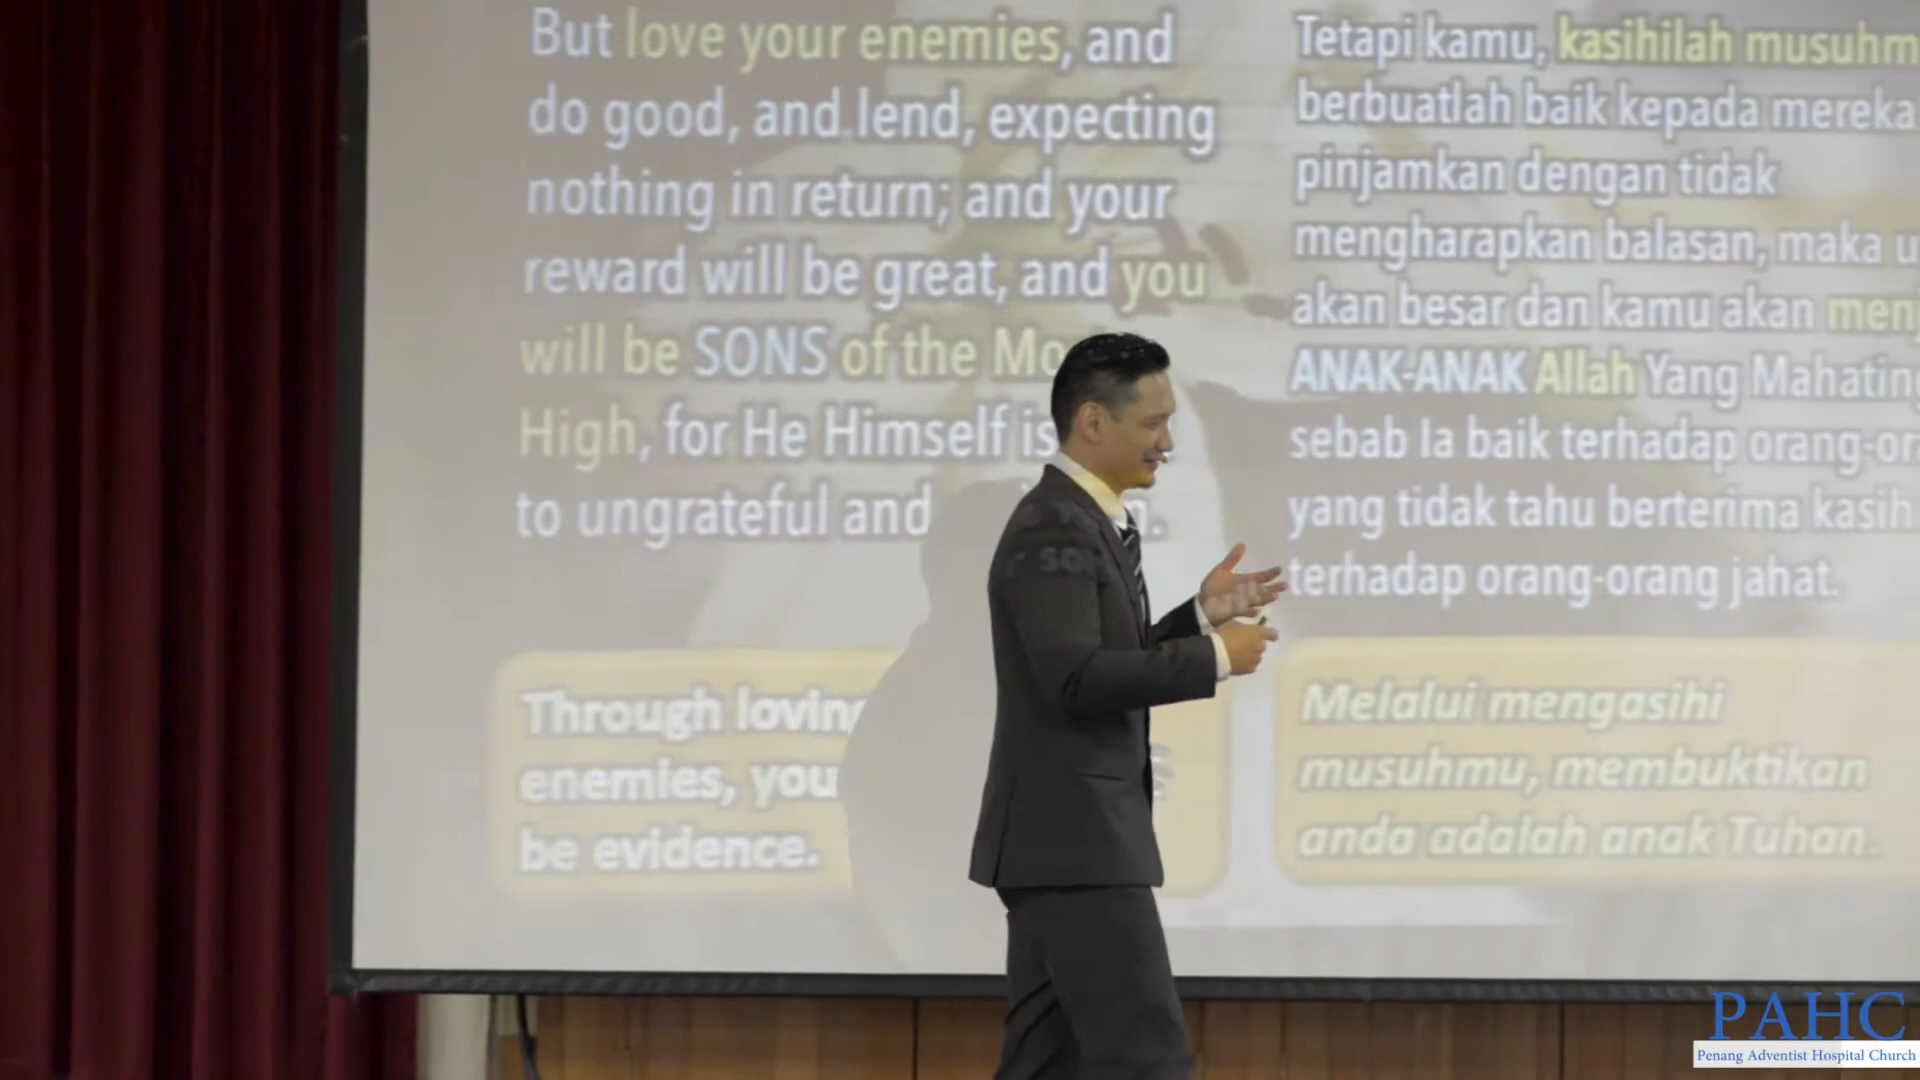 But love your enemies, and
do good, and lend, expecting
nothing in return; and your
reward will be great, and you
will be SONS of the
High, for He Himself is
to ungrateful and
Through
enemies, you
be evidence.
Tetapi kamu, kasihilah
berbuatlah baik kepada mereka
pinjamkan dengan tidak
mengharapkan balasan, maka
akan besar dan kamu akan
ANAK-ANAK Allah Yang
sebab Ia baik terhadap
yang tidak tahu berterima kasih
terhadap orang-orang jahat.
Melalui mengasihi
musuhmu, membuktikan
anda adalah anak Tuhan.
PAHC
Penang Adventist Hospital Church